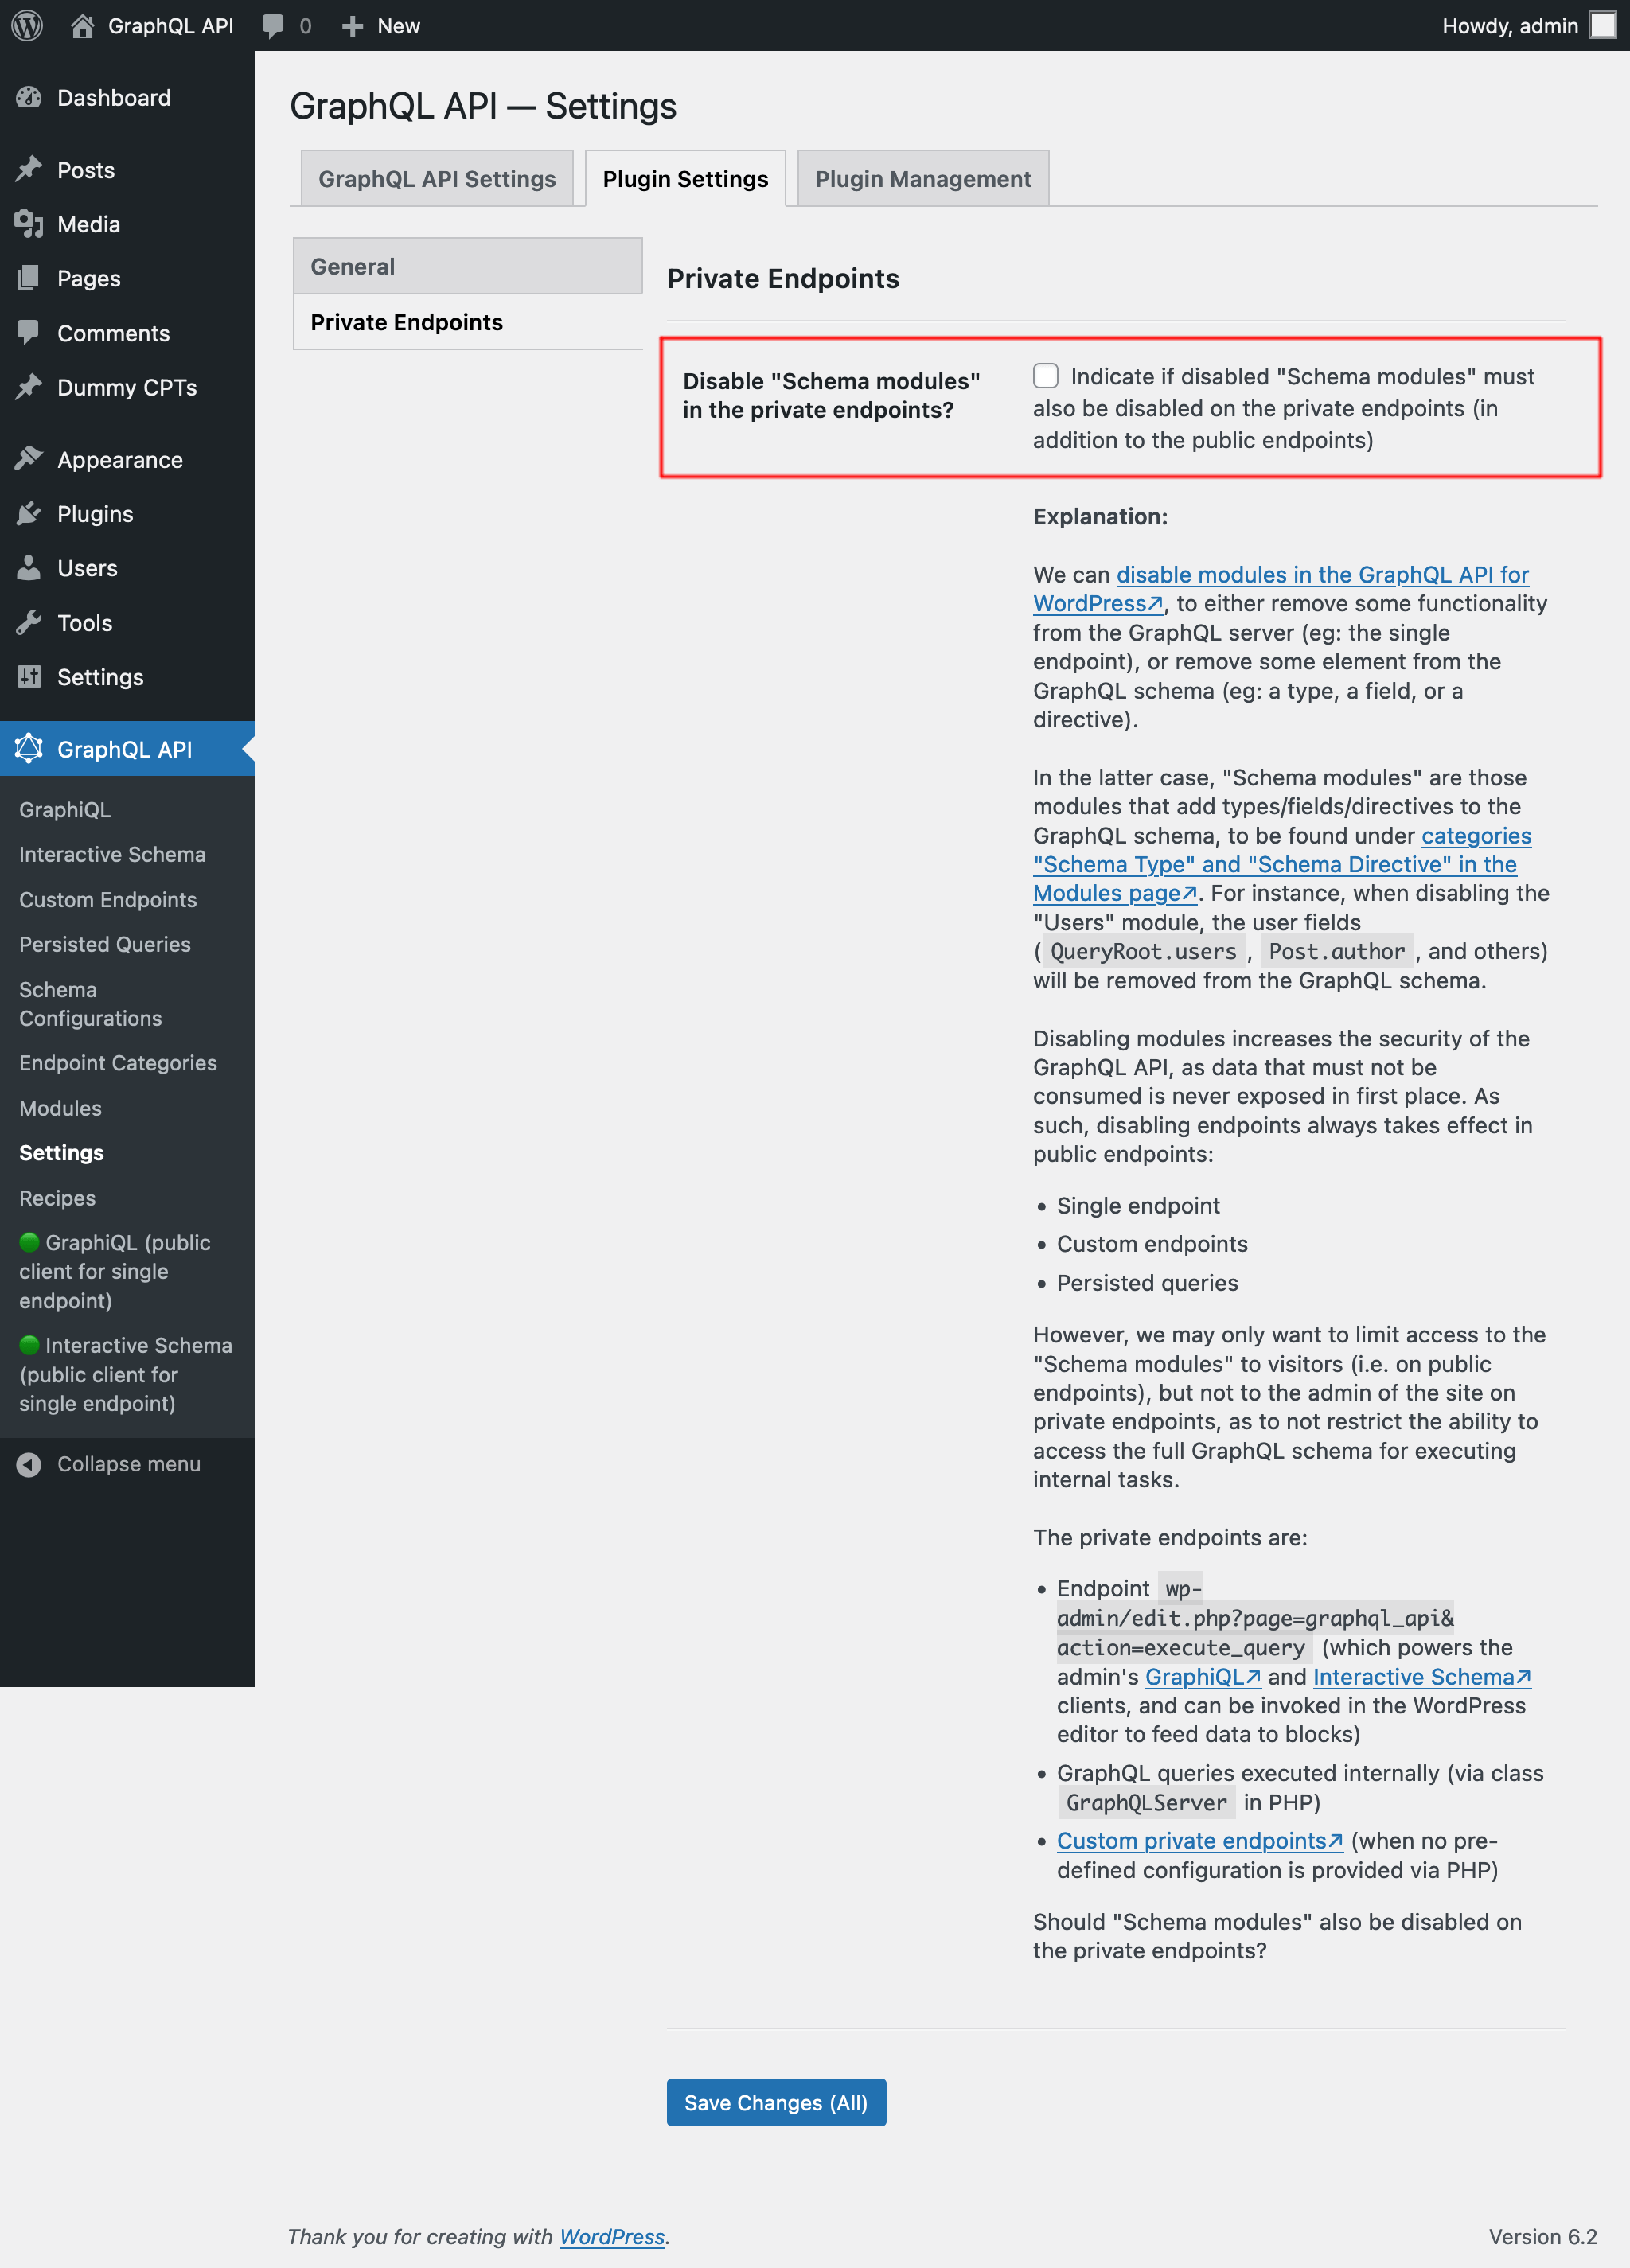 GraphQL API
0
New
Howdy, admin
Dashboard
Posts
Media
Pages
Comments
Dummy CPTs
Appearance
Plugins
Users
Tools
Settings
GraphQL API
GraphiQL
Interactive Schema
Custom Endpoints
Persisted Queries
Schema
Configurations
Endpoint Categories
Modules
Settings
Recipes
GraphiQL (public
client for single
endpoint)
Interactive Schema
(public client for
single endpoint)
Collapse menu
GraphQL API — Settings
GraphQL API Settings
Plugin Settings
Plugin Management
General
Private Endpoints
Private Endpoints
Disable "Schema modules"
in the private endpoints?
Indicate if disabled "Schema modules" must
also be disabled on the private endpoints (in
addition to the public endpoints)
Explanation:
We can disable modules in the GraphQL API for
WordPress↗, to either remove some functionality
from the GraphQL server (eg: the single
endpoint), or remove some element from the
GraphQL schema (eg: a type, a field, or a
directive).
In the latter case, "Schema modules" are those
modules that add types/fields/directives to the
GraphQL schema, to be found under categories
"Schema Type" and "Schema Directive" in the
Modules page↗. For instance, when disabling the
"Users" module, the user fields
( QueryRoot.users , Post.author , and others)
will be removed from the GraphQL schema.
Disabling modules increases the security of the
GraphQL API, as data that must not be
consumed is never exposed in first place. As
such, disabling endpoints always takes effect in
public endpoints:
• Single endpoint
• Custom endpoints
• Persisted queries
However, we may only want to limit access to the
"Schema modules" to visitors (i.e. on public
endpoints), but not to the admin of the site on
private endpoints, as to not restrict the ability to
access the full GraphQL schema for executing
internal tasks.
The private endpoints are:
• Endpoint wp-
admin/edit.php?page=graphql_api&
action=execute_query (which powers the
admin's GraphiQL↗ and Interactive Schema↗
clients, and can be invoked in the WordPress
editor to feed data to blocks)
• GraphQL queries executed internally (via class
GraphQLServer in PHP)
• Custom private endpoints↗ (when no pre-
defined configuration is provided via PHP)
Should "Schema modules" also be disabled on
the private endpoints?
Save Changes (All)
Thank you for creating with WordPress.
Version 6.2